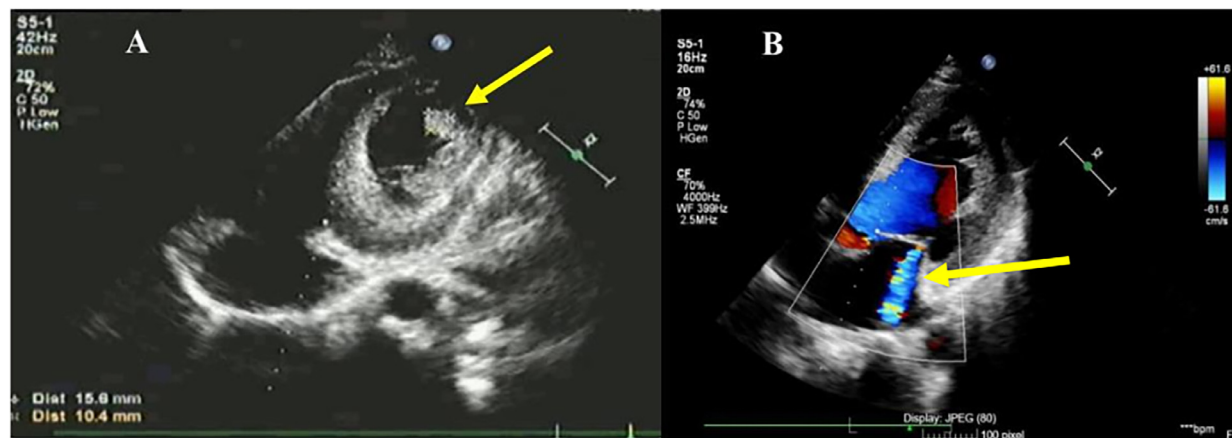 S5-1
42Hz
20cm
A
2D
72%
C 50
P Low
HGen
x2
Dist 15.6 mm
Dist 10.4 mm
S5-1
16Hz
20cm
B
2D
74%
C 50
P Low
HGen
CF
70%
4000Hz
WF 399Hz
2.5MHz
x2
+61.6
-61.6
cm/s
Display: JPEG (80)
100 pixel
***bpm